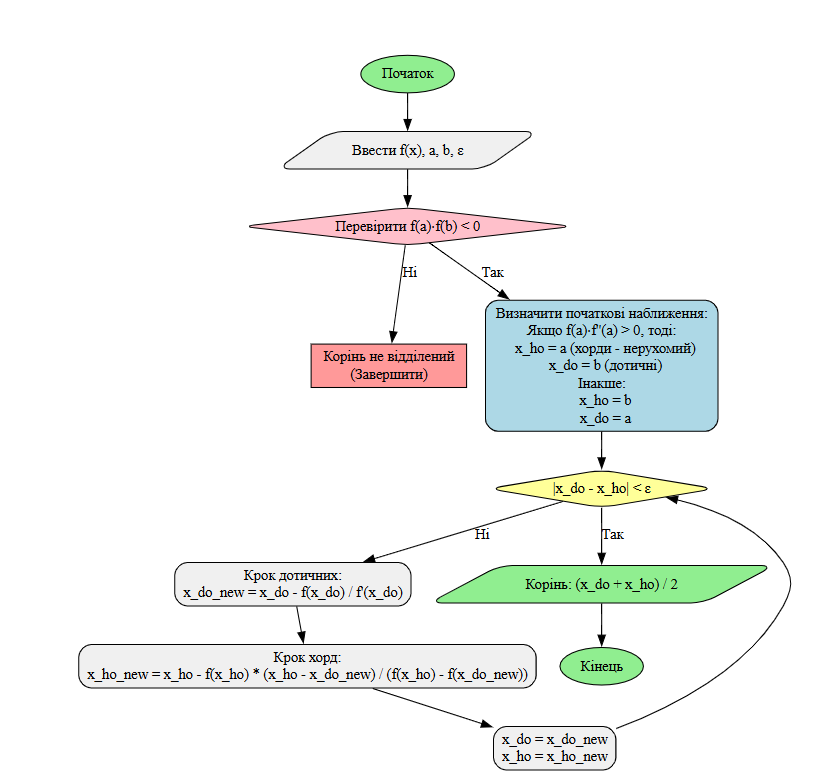 Початок
Ввести f(x), a, b, ε
Перевірити f(a)·f(b) < 0
Ні
Так
Корінь не відділений
(Завершити)
Визначити початкові наближення:
Якщо f(a)·f''(a) > 0, тоді:
x_ho = a (хорди - нерухомий)
x_do = b (дотичні)
Інакше:
x_ho = b
x_do = a
|x_do - x_ho| < ε
Ні
Так
Крок дотичних:
x_do_new = x_do - f(x_do) / f'(x_do)
Корінь: (x_do + x_ho) / 2
Крок хорд:
x_ho_new = x_ho - f(x_ho) * (x_ho - x_do_new) / (f(x_ho) - f(x_do_new))
Кінець
x_do = x_do_new
x_ho = x_ho_new